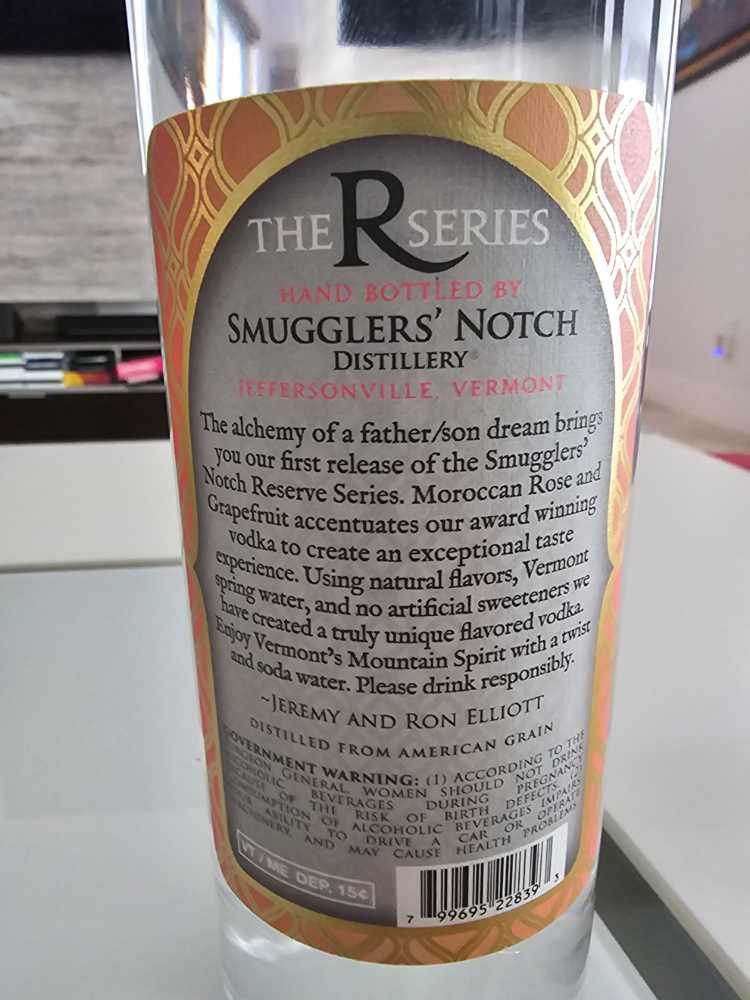 THE R SERIES
HAND BOTTLED BY
SMUGGLERS' NOTCH
DISTILLERY®
JEFFERSONVILLE, VERMONT
The alchemy of a father/son dream brings
you our first release of the Smugglers'
Notch Reserve Series. Moroccan Rose and
Grapefruit accentuates our award winning
vodka to create an exceptional taste
experience. Using natural flavors, Vermont
spring water, and no artificial sweeteners we
have created a truly unique flavored vodka.
Enjoy Vermont's Mountain Spirit with a twist
and soda water. Please drink responsibly.
~JEREMY AND RON ELLIOTT
DISTILLED FROM AMERICAN GRAIN
GOVERNMENT WARNING: (1) ACCORDING TO THE
SURGEON GENERAL, WOMEN SHOULD NOT DRINK
ALCOHOLIC BEVERAGES DURING PREGNANCY
BECAUSE OF THE RISK OF BIRTH DEFECTS. (2)
CONSUMPTION OF ALCOHOLIC BEVERAGES IMPAIRS
YOUR ABILITY TO DRIVE A CAR OR OPERATE
MACHINERY, AND MAY CAUSE HEALTH PROBLEMS.
VT / ME DEP. 15¢
7 99695 22839 3